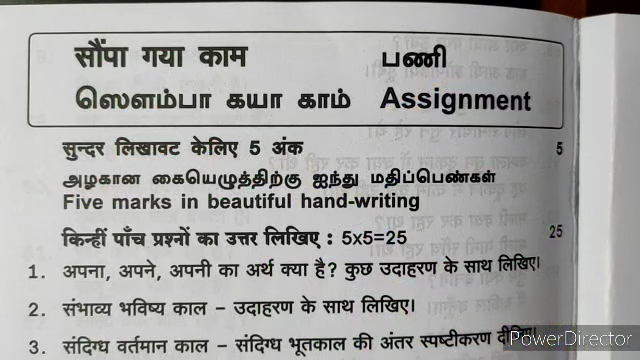 सौंपा गया काम பணி
ஸௌம்பா கயா காம் Assignment
सुन्दर लिखावट केलिए 5 अंक 5
அழகான கையெழுத்திற்கு ஐந்து மதிப்பெண்கள்
Five marks in beautiful hand-writing
किन्हीं पाँच प्रश्नों का उत्तर लिखिए : 5x5=25 25
1. अपना, अपने, अपनी का अर्थ क्या है? कुछ उदाहरण के साथ लिखिए।
2. संभाव्य भविष्य काल – उदाहरण के साथ लिखिए।
3. संदिग्ध वर्तमान काल – संदिग्ध भूतकाल की अंतर स्पष्टीकरण दीजिए।
PowerDirector